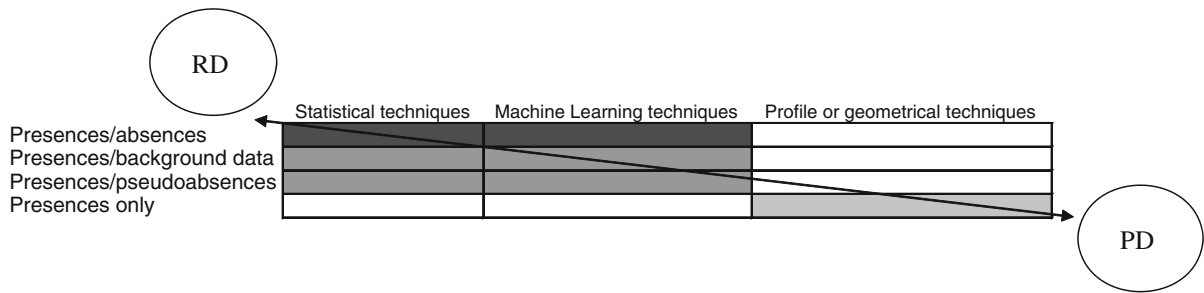 RD
Statistical techniques Machine Learning techniques Profile or geometrical techniques
Presences/absences
Presences/background data
Presences/pseudoabsences
Presences only
PD